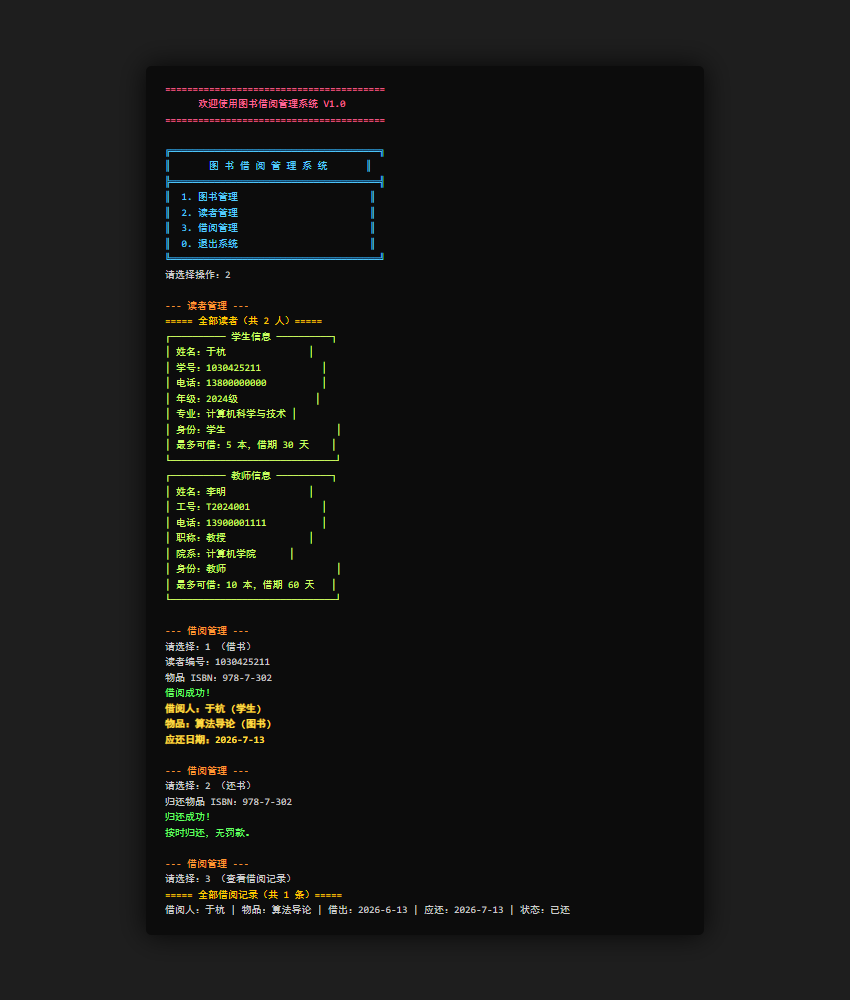 ========================================
欢迎使用图书借阅管理系统 V1.0
========================================
图 书 借 阅 管 理 系 统
1. 图书管理
2. 读者管理
3. 借阅管理
0. 退出系统
请选择操作: 2
--- 读者管理 ---
===== 全部读者（共 2 人）=====
学生信息
姓名: 于杭
学号: 1030425211
电话: 13800000000
年级: 2024级
专业: 计算机科学与技术
身份: 学生
最多可借: 5 本, 借期 30 天
教师信息
姓名: 李明
工号: T2024001
电话: 13900001111
职称: 教授
院系: 计算机学院
身份: 教师
最多可借: 10 本, 借期 60 天
--- 借阅管理 ---
请选择: 1 （借书）
读者编号: 1030425211
物品 ISBN: 978-7-302
借阅成功!
借阅人: 于杭 (学生)
物品: 算法导论 (图书)
应还日期: 2026-7-13
--- 借阅管理 ---
请选择: 2 （还书）
归还物品 ISBN: 978-7-302
归还成功!
按时归还, 无罚款。
--- 借阅管理 ---
请选择: 3 （查看借阅记录）
===== 全部借阅记录（共 1 条）=====
借阅人: 于杭 | 物品: 算法导论 | 借出: 2026-6-13 | 应还: 2026-7-13 | 状态: 已还